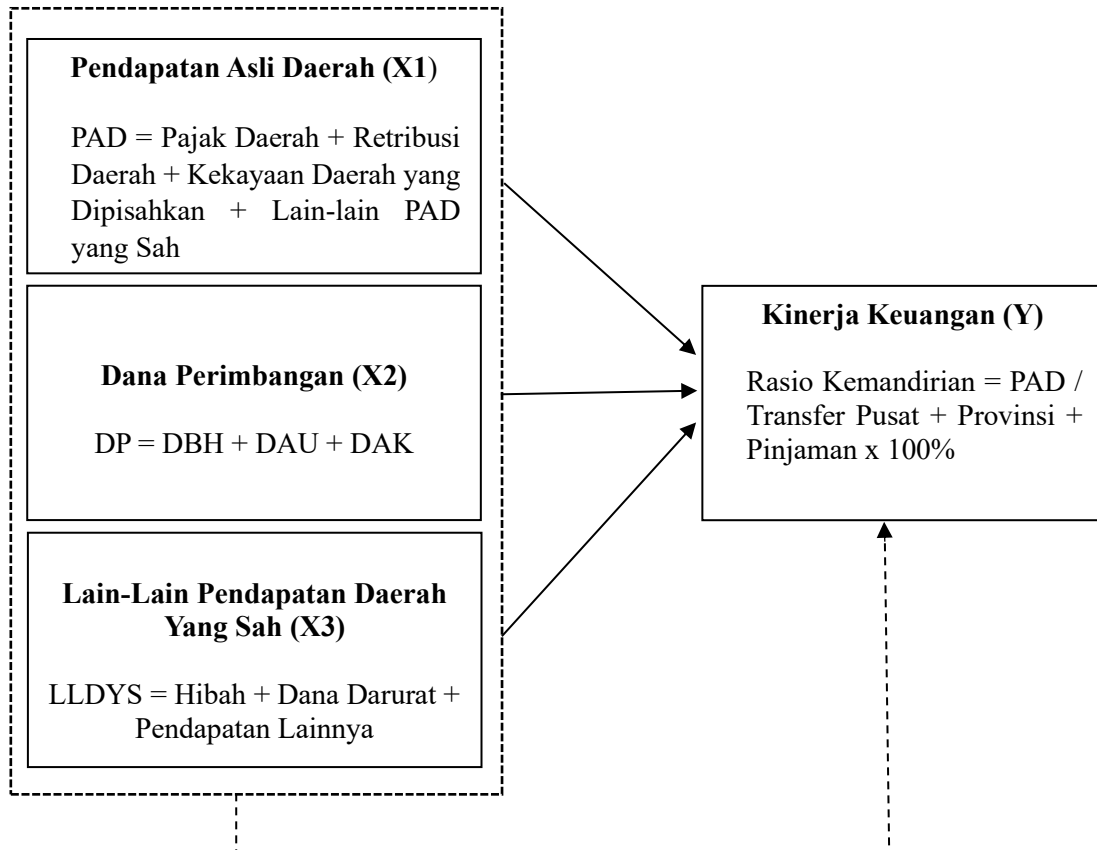 Pendapatan Asli Daerah (X1)
PAD = Pajak Daerah + Retribusi
Daerah + Kekayaan Daerah yang
Dipisahkan + Lain-lain PAD
yang Sah
Dana Perimbangan (X2)
DP = DBH + DAU + DAK
Lain-Lain Pendapatan Daerah
Yang Sah (X3)
LLDYS = Hibah + Dana Darurat +
Pendapatan Lainnya
Kinerja Keuangan (Y)
Rasio Kemandirian = PAD /
Transfer Pusat + Provinsi +
Pinjaman x 100%